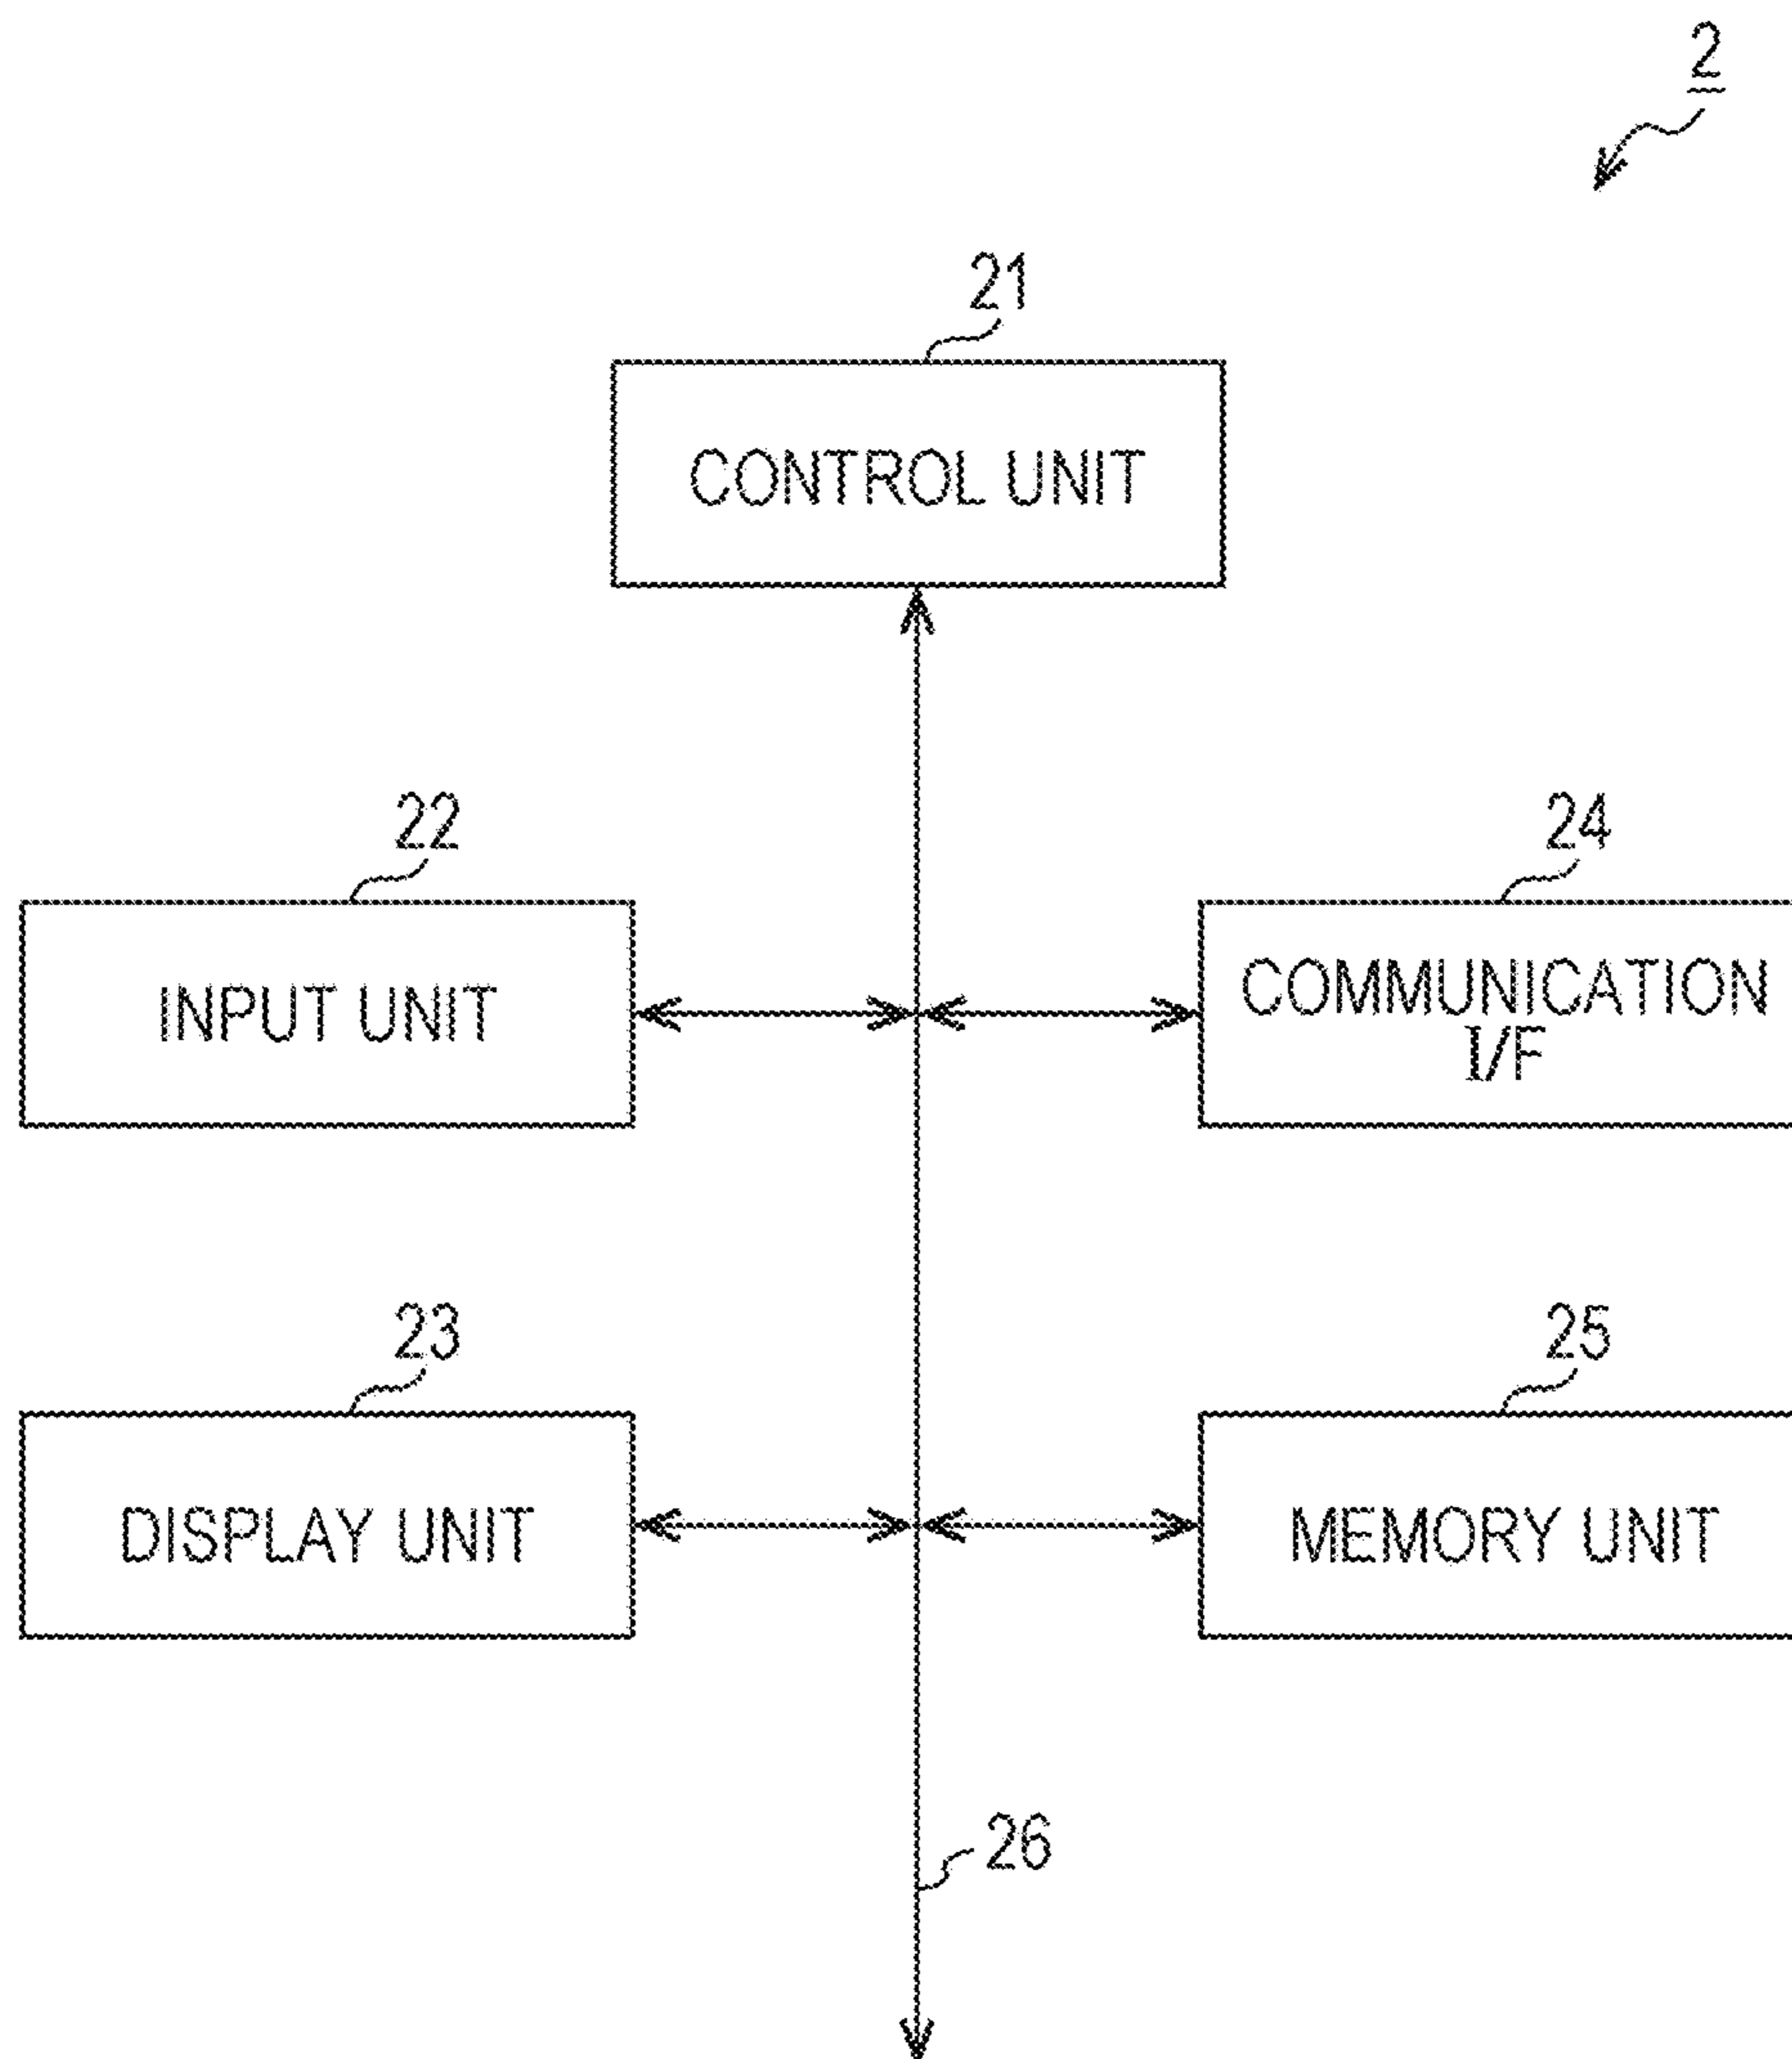 2
21
CONTROL UNIT
22
24
INPUT UNIT
COMMUNICATION
I/F
23
25
DISPLAY UNIT
MEMORY UNIT
26